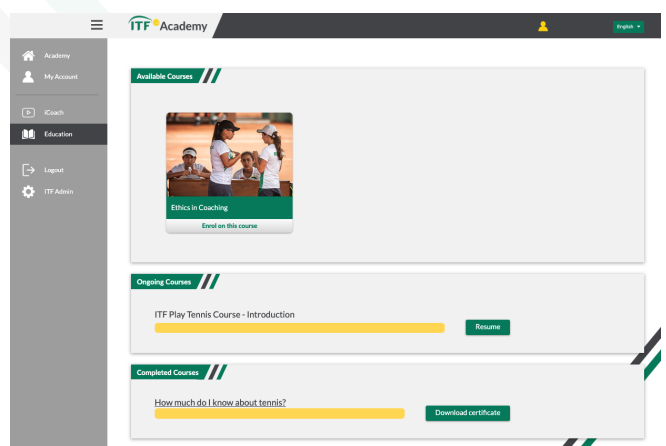 ITF Academy
English
Academy
My Account
iCoach
Education
Logout
ITF Admin
Available Courses
Ethics in Coaching
Enrol on this course
Ongoing Courses
ITF Play Tennis Course - Introduction
Resume
Completed Courses
How much do I know about tennis?
Download certificate